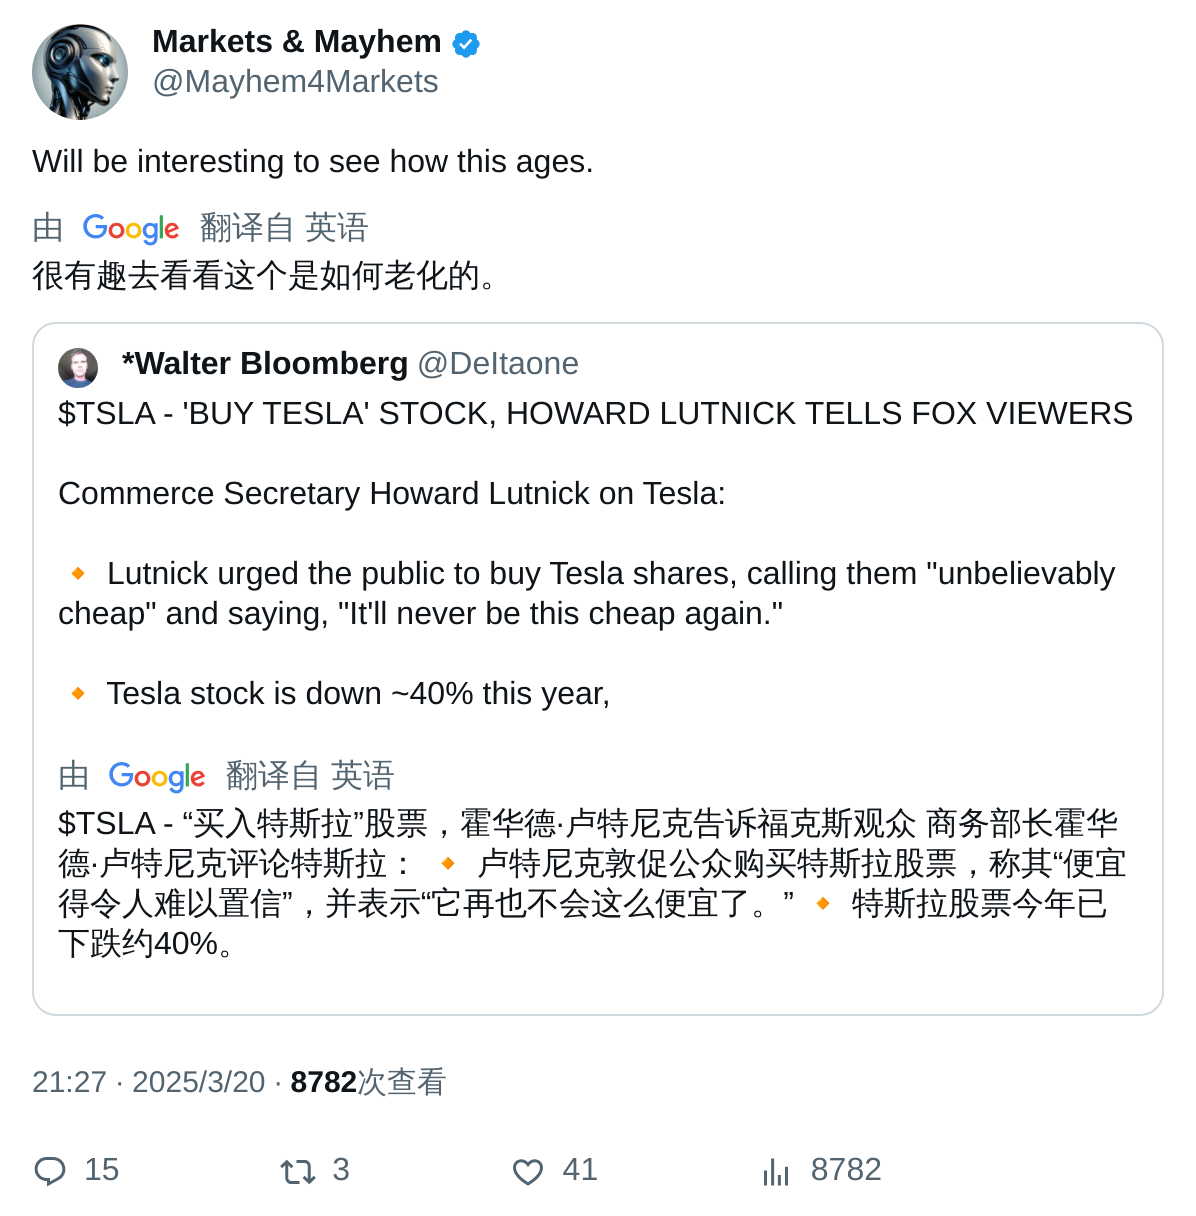 Markets & Mayhem
@Mayhem4Markets
Will be interesting to see how this ages.
由 Google 翻译自 英语
很有趣去看看这个是如何老化的。
*Walter Bloomberg @DeItaone
$TSLA - 'BUY TESLA' STOCK, HOWARD LUTNICK TELLS FOX VIEWERS
Commerce Secretary Howard Lutnick on Tesla:
🔸 Lutnick urged the public to buy Tesla shares, calling them "unbelievably
cheap" and saying, "It'll never be this cheap again."
🔸 Tesla stock is down ~40% this year,
由 Google 翻译自 英语
$TSLA - “买入特斯拉”股票，霍华德·卢特尼克告诉福克斯观众 商务部长霍华
德·卢特尼克评论特斯拉： 🔸 卢特尼克敦促公众购买特斯拉股票，称其“便宜
得令人难以置信”，并表示“它再也不会这么便宜了。” 🔸 特斯拉股票今年已
下跌约40%。
21:27 · 2025/3/20 · 8782次查看
15 3 41 8782